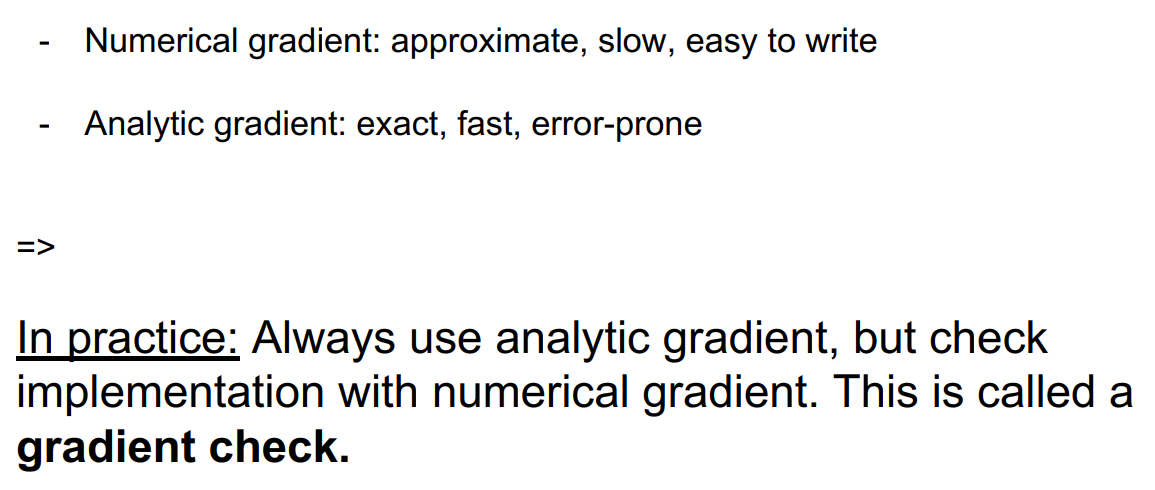 - Numerical gradient: approximate, slow, easy to write
- Analytic gradient: exact, fast, error-prone
=>
In practice: Always use analytic gradient, but check
implementation with numerical gradient. This is called a
gradient check.